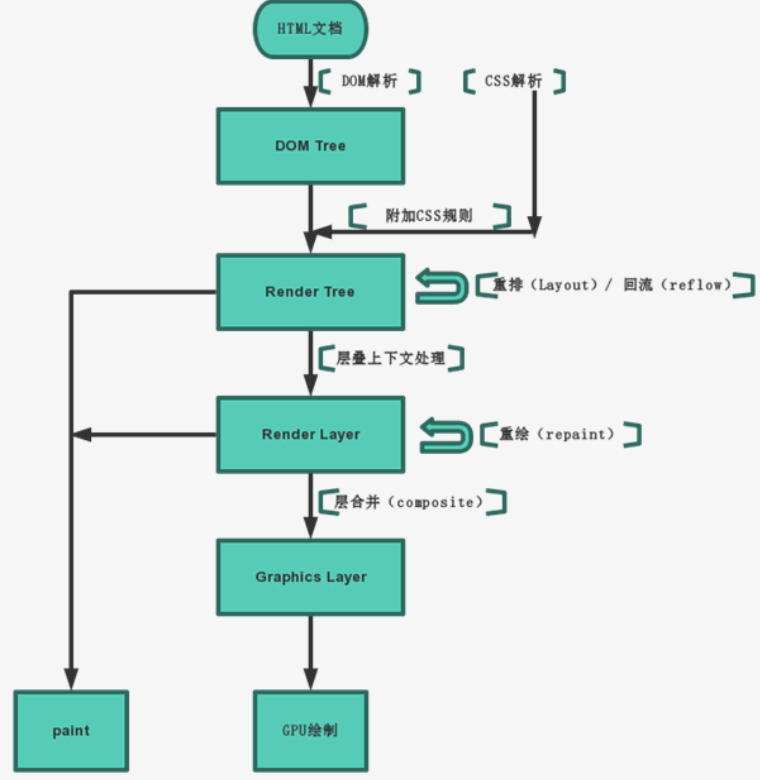 HTML文档
DOM解析
CSS解析
DOM Tree
附加CSS规则
Render Tree
重排（Layout）/ 回流（reflow）
层叠上下文处理
Render Layer
重绘（repaint）
层合并（composite）
Graphics Layer
paint
GPU绘制